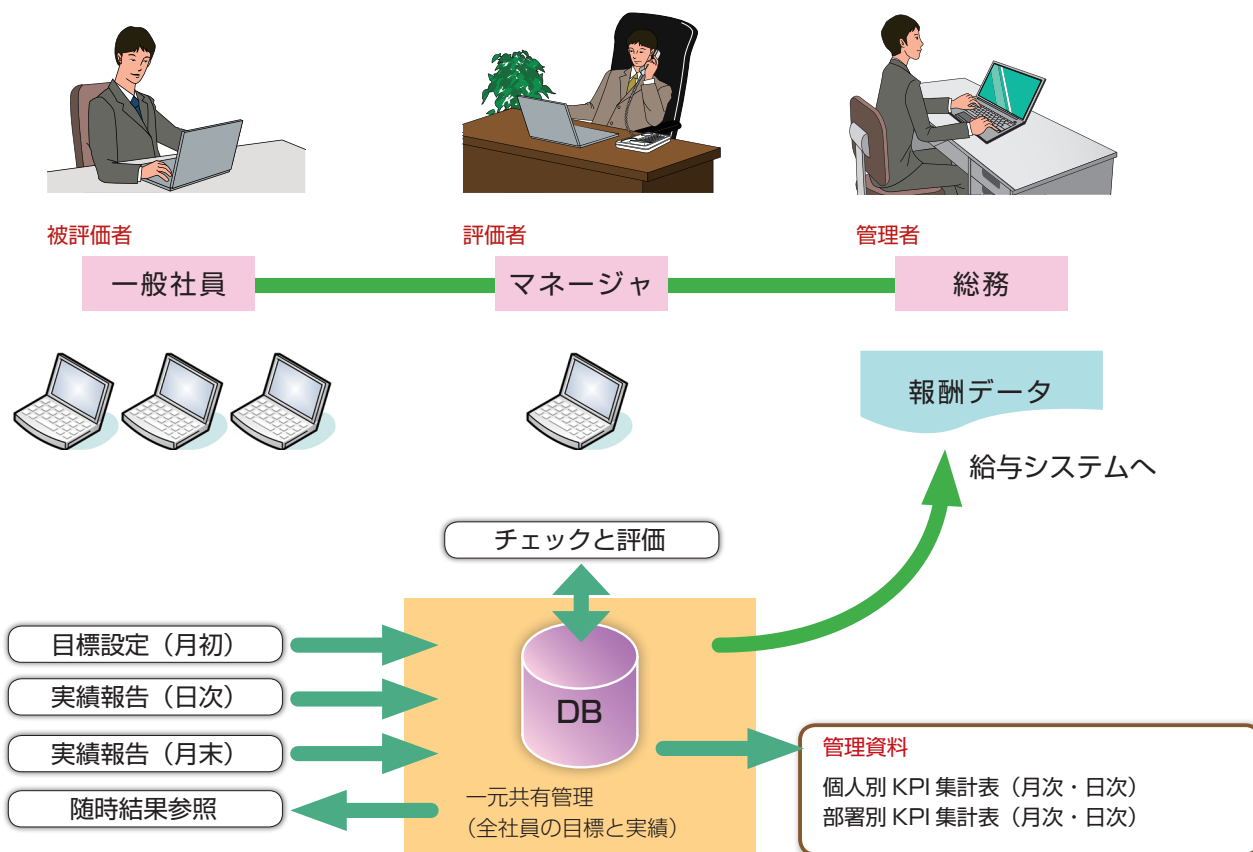 被評価者
評価者
管理者
一般社員
マネージャ
総務
報酬データ
給与システムへ
チェックと評価
目標設定（月初）
実績報告（日次）
実績報告（月末）
随時結果参照
DB
一元共有管理
（全社員の目標と実績）
管理資料
個人別 KPI 集計表（月次・日次）
部署別 KPI 集計表（月次・日次）